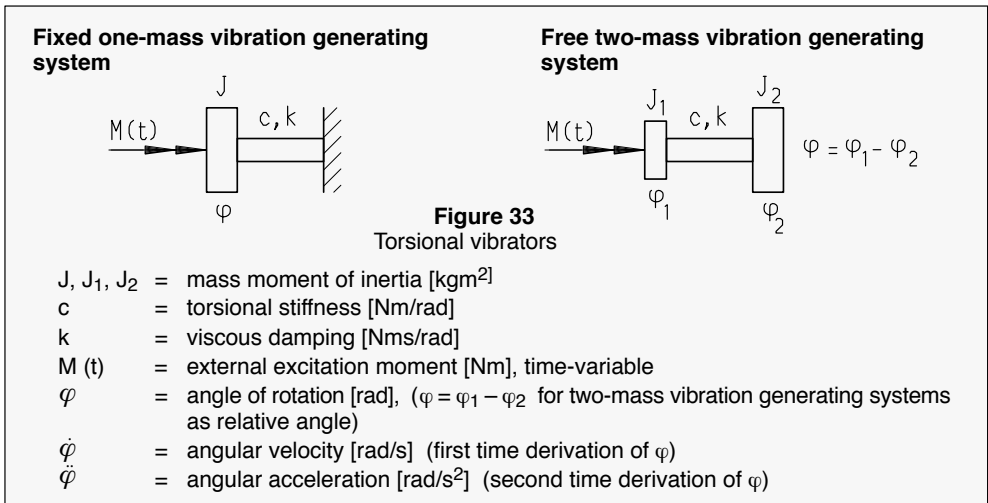 Fixed one-mass vibration generating system
Free two-mass vibration generating system
J
M(t)
c, k
φ
J₁
J₂
M(t)
c, k
φ = φ₁ − φ₂
φ₁
φ₂
Figure 33
Torsional vibrators
J, J₁, J₂ = mass moment of inertia [kgm²]
c = torsional stiffness [Nm/rad]
k = viscous damping [Nms/rad]
M (t) = external excitation moment [Nm], time-variable
φ = angle of rotation [rad], (φ = φ₁ − φ₂ for two-mass vibration generating systems
as relative angle)
φ̇ = angular velocity [rad/s] (first time derivation of φ)
φ̈ = angular acceleration [rad/s²] (second time derivation of φ)